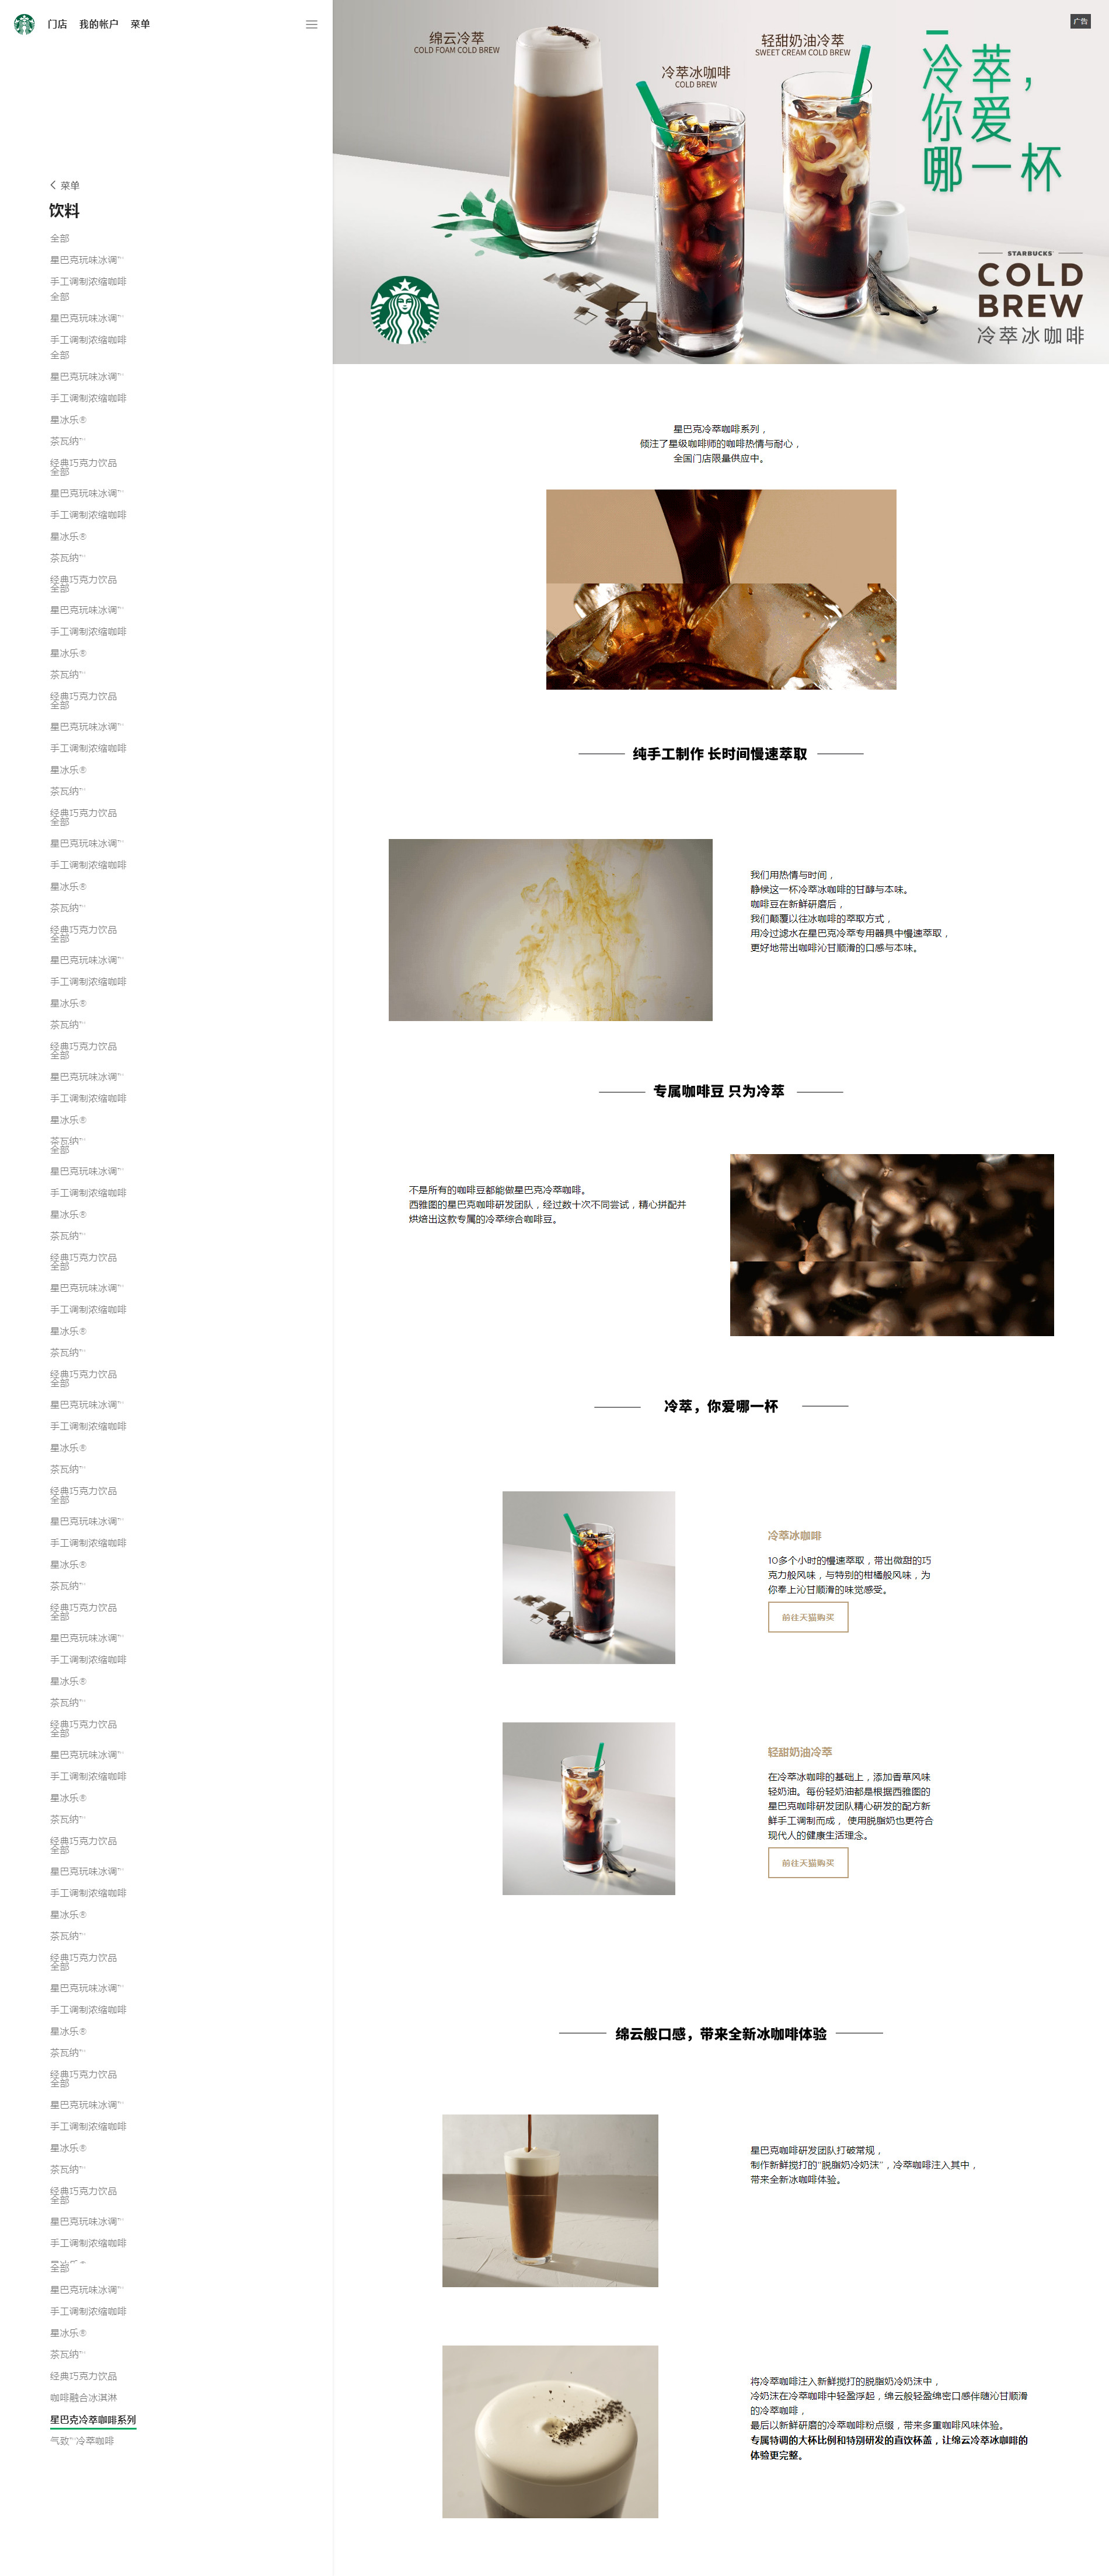 门店 我的帐户 菜单
菜单
饮料
全部
星巴克玩味冰调™
手工调制浓缩咖啡
全部
星巴克玩味冰调™
手工调制浓缩咖啡
全部
星巴克玩味冰调™
手工调制浓缩咖啡
星冰乐®
茶瓦纳™
经典巧克力饮品
全部
星巴克玩味冰调™
手工调制浓缩咖啡
星冰乐®
茶瓦纳™
经典巧克力饮品
全部
星巴克玩味冰调™
手工调制浓缩咖啡
星冰乐®
茶瓦纳™
经典巧克力饮品
全部
星巴克玩味冰调™
手工调制浓缩咖啡
星冰乐®
茶瓦纳™
经典巧克力饮品
全部
星巴克玩味冰调™
手工调制浓缩咖啡
星冰乐®
茶瓦纳™
经典巧克力饮品
全部
星巴克玩味冰调™
手工调制浓缩咖啡
星冰乐®
茶瓦纳™
经典巧克力饮品
全部
星巴克玩味冰调™
手工调制浓缩咖啡
星冰乐®
茶瓦纳™
全部
星巴克玩味冰调™
手工调制浓缩咖啡
星冰乐®
茶瓦纳™
经典巧克力饮品
全部
星巴克玩味冰调™
手工调制浓缩咖啡
星冰乐®
茶瓦纳™
经典巧克力饮品
全部
星巴克玩味冰调™
手工调制浓缩咖啡
星冰乐®
茶瓦纳™
经典巧克力饮品
全部
星巴克玩味冰调™
手工调制浓缩咖啡
星冰乐®
茶瓦纳™
经典巧克力饮品
全部
星巴克玩味冰调™
手工调制浓缩咖啡
星冰乐®
茶瓦纳™
经典巧克力饮品
全部
星巴克玩味冰调™
手工调制浓缩咖啡
星冰乐®
茶瓦纳™
经典巧克力饮品
全部
星巴克玩味冰调™
手工调制浓缩咖啡
星冰乐®
茶瓦纳™
经典巧克力饮品
全部
星巴克玩味冰调™
手工调制浓缩咖啡
星冰乐®
茶瓦纳™
经典巧克力饮品
全部
星巴克玩味冰调™
手工调制浓缩咖啡
星冰乐®
茶瓦纳™
经典巧克力饮品
全部
星巴克玩味冰调™
手工调制浓缩咖啡
全部
星巴克玩味冰调™
手工调制浓缩咖啡
星冰乐®
茶瓦纳™
经典巧克力饮品
咖啡融合冰淇淋
星巴克冷萃咖啡系列
气致™冷萃咖啡
广告
绵云冷萃
COLD FOAM COLD BREW
冷萃冰咖啡
COLD BREW
轻甜奶油冷萃
SWEET CREAM COLD BREW
冷萃，
你爱
哪一杯
STARBUCKS
COLD
BREW
冷萃冰咖啡
星巴克冷萃咖啡系列，
倾注了星级咖啡师的咖啡热情与耐心，
全国门店限量供应中。
纯手工制作 长时间慢速萃取
我们用热情与时间，
静候这一杯冷萃冰咖啡的甘醇与本味。
咖啡豆在新鲜研磨后，
我们颠覆以往冰咖啡的萃取方式，
用冷过滤水在星巴克冷萃专用器具中慢速萃取，
更好地带出咖啡沁甘顺滑的口感与本味。
专属咖啡豆 只为冷萃
不是所有的咖啡豆都能做星巴克冷萃咖啡。
西雅图的星巴克咖啡研发团队，经过数十次不同尝试，精心拼配并
烘焙出这款专属的冷萃综合咖啡豆。
冷萃，你爱哪一杯
冷萃冰咖啡
10多个小时的慢速萃取，带出微甜的巧
克力般风味，与特别的柑橘般风味，为
你奉上沁甘顺滑的味觉感受。
前往天猫购买
轻甜奶油冷萃
在冷萃冰咖啡的基础上，添加香草风味
轻奶油。每份轻奶油都是根据西雅图的
星巴克咖啡研发团队精心研发的配方新
鲜手工调制而成， 使用脱脂奶也更符合
现代人的健康生活理念。
前往天猫购买
绵云般口感，带来全新冰咖啡体验
星巴克咖啡研发团队打破常规，
制作新鲜搅打的“脱脂奶冷奶沫”，冷萃咖啡注入其中，
带来全新冰咖啡体验。
将冷萃咖啡注入新鲜搅打的脱脂奶冷奶沫中，
冷奶沫在冷萃咖啡中轻盈浮起，绵云般轻盈绵密口感伴随沁甘顺滑
的冷萃咖啡，
最后以新鲜研磨的冷萃咖啡粉点缀，带来多重咖啡风味体验。
专属特调的大杯比例和特别研发的直饮杯盖，让绵云冷萃冰咖啡的
体验更完整。